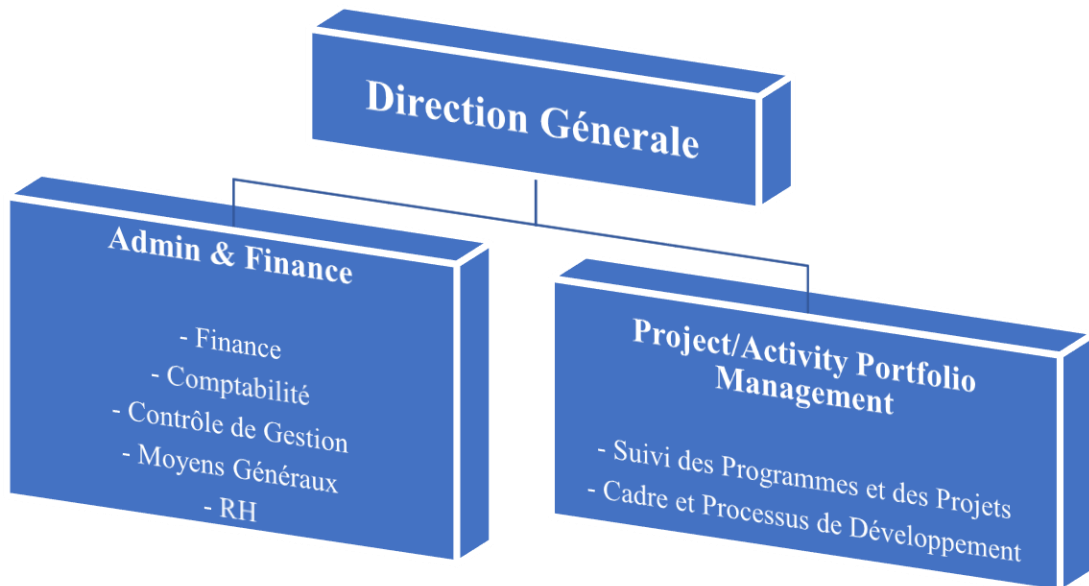 Direction Génerale
Admin & Finance
- Finance
- Comptabilité
- Contrôle de Gestion
- Moyens Généraux
- RH
Project/Activity Portfolio
Management
- Suivi des Programmes et des Projets
- Cadre et Processus de Développement